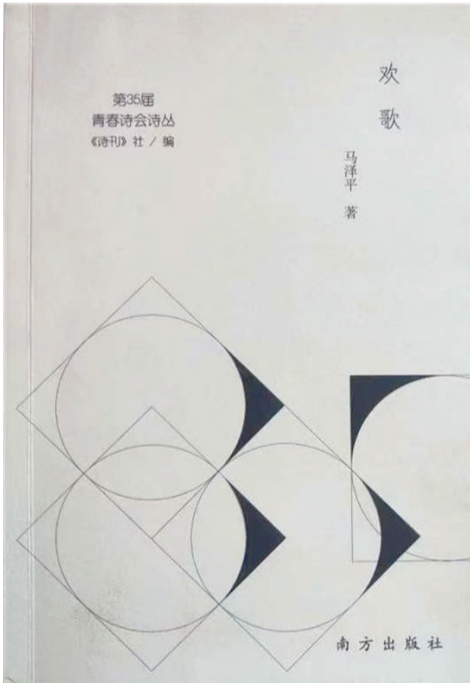 第35届
青春诗会诗丛
《诗刊》社 / 编
欢歌
马泽平 著
南方出版社